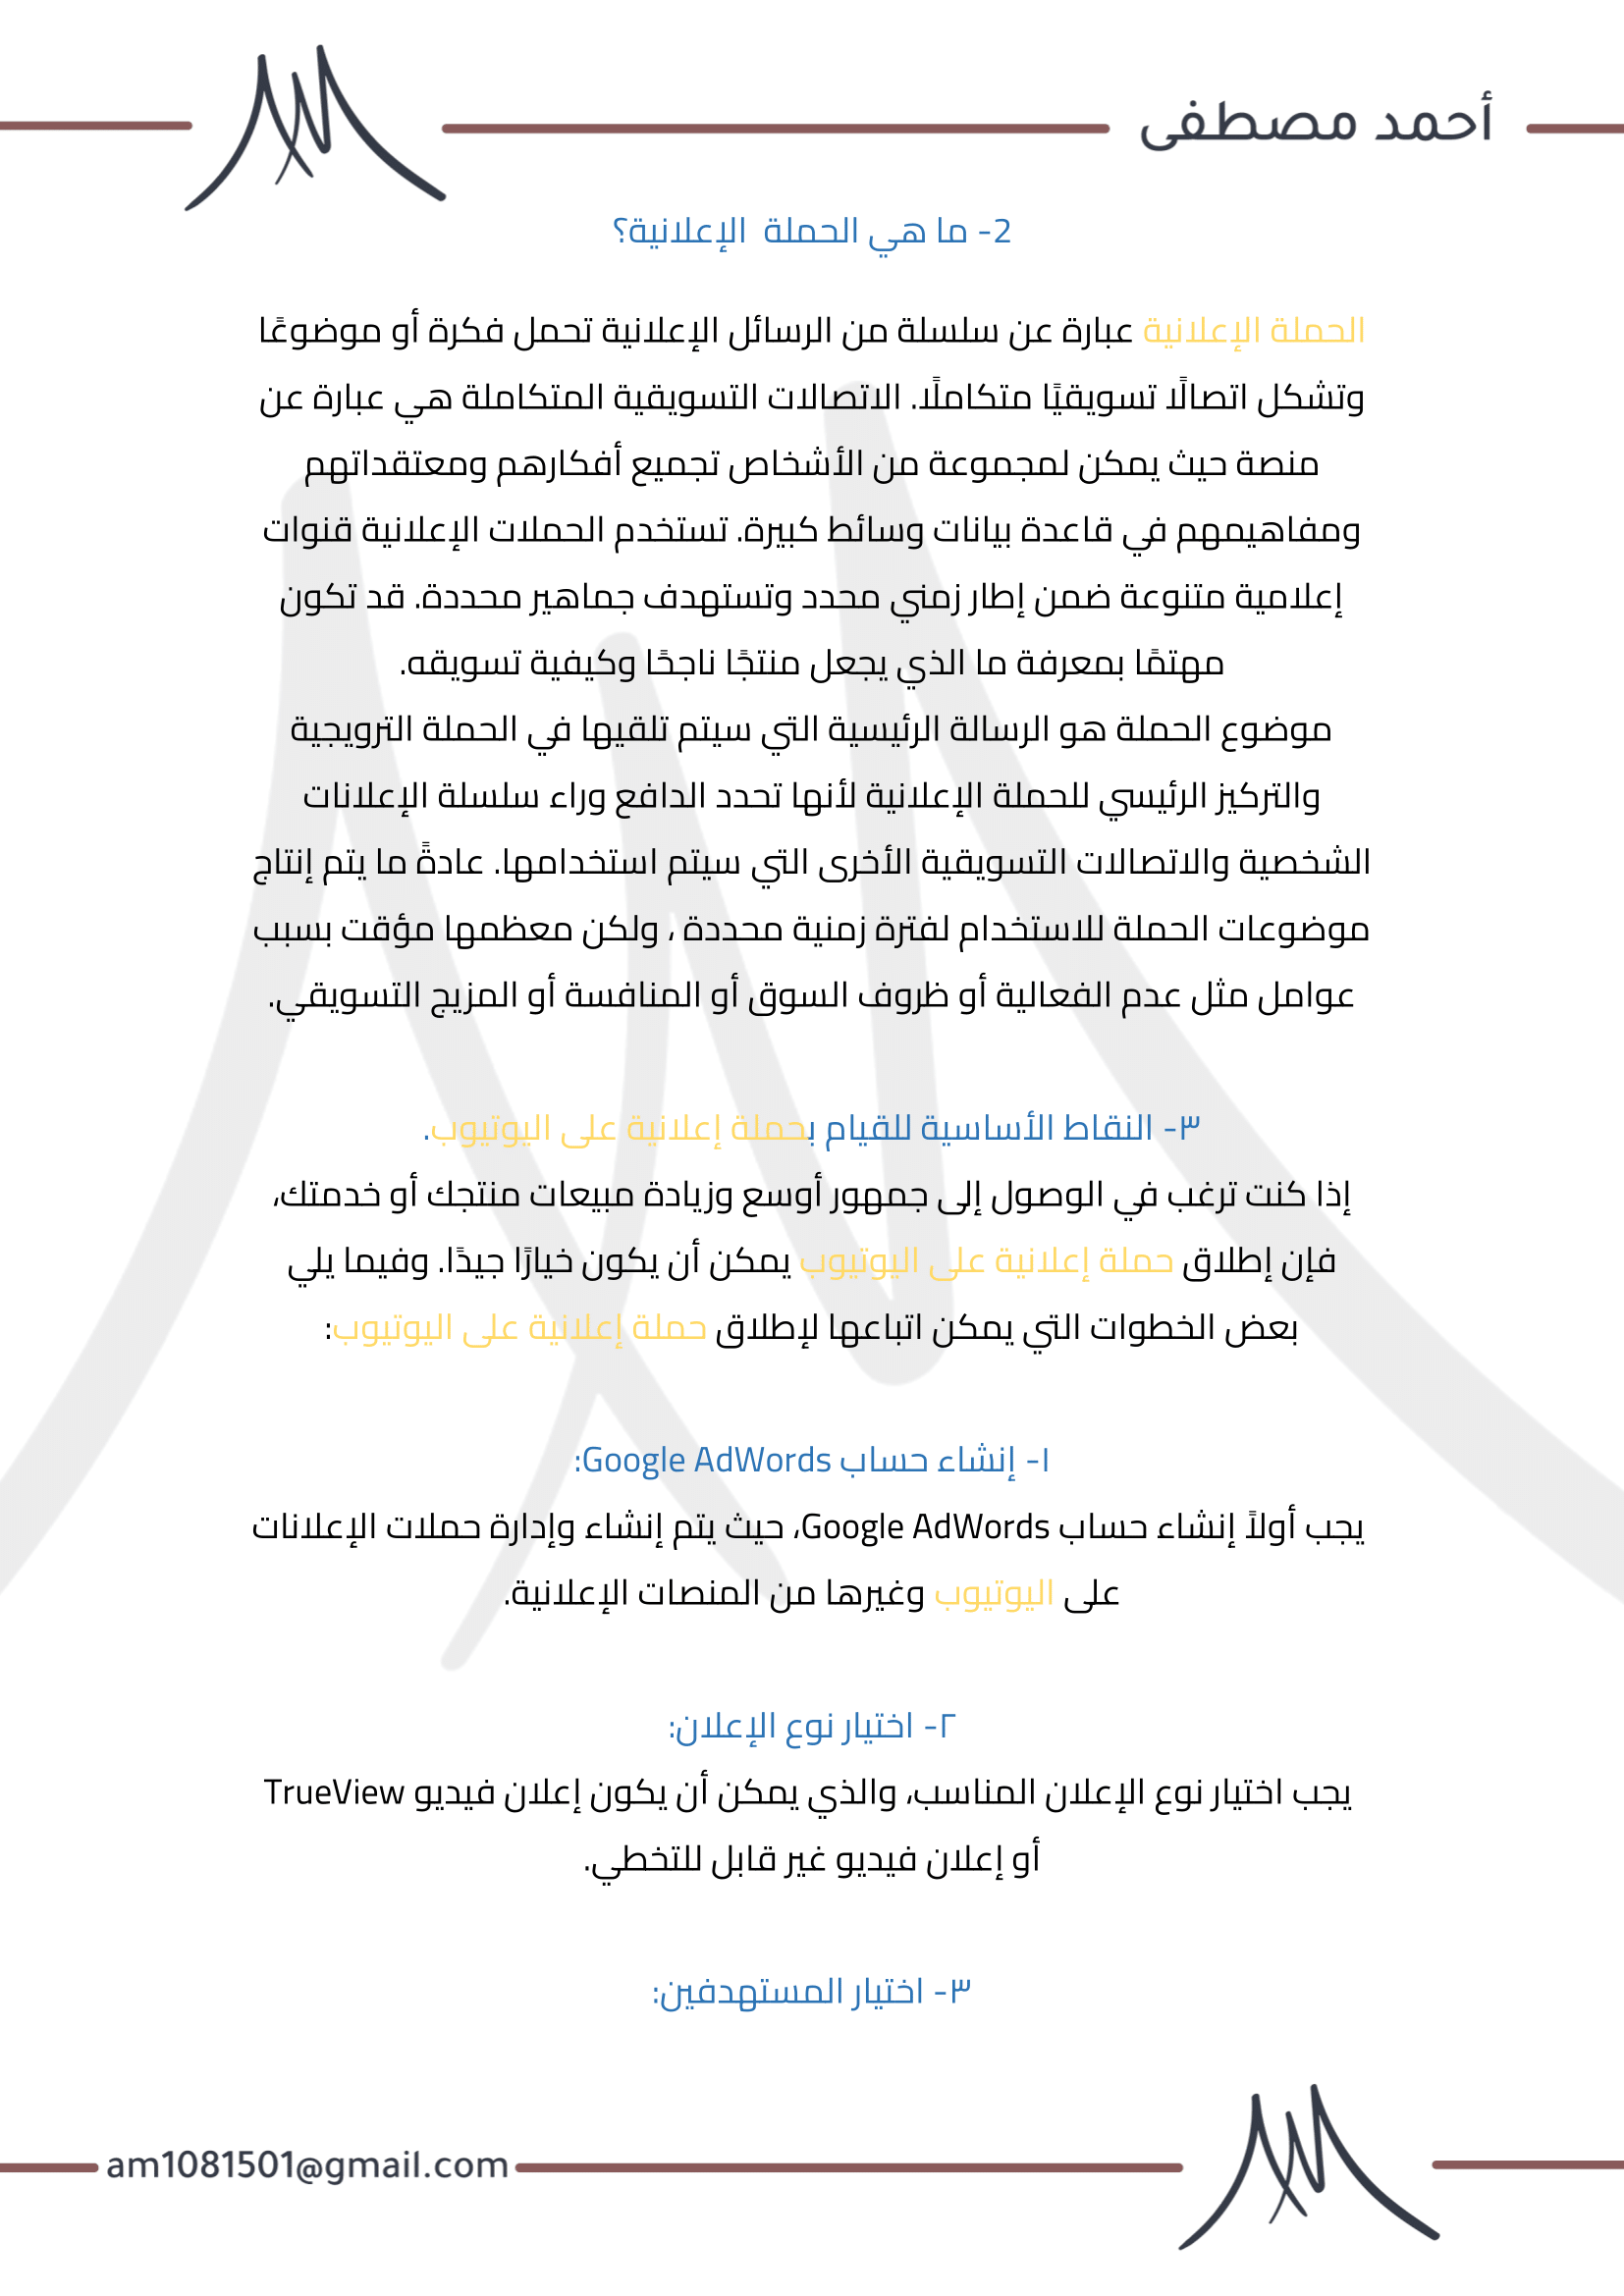 أحمد مصطفى
2- ما هي الحملة الإعلانية؟
الحملة الإعلانية عبارة عن سلسلة من الرسائل الإعلانية تحمل فكرة أو موضوعًا
وتشكل اتصالًا تسويقيًا متكاملًا. الاتصالات التسويقية المتكاملة هي عبارة عن
منصة حيث يمكن لمجموعة من الأشخاص تجميع أفكارهم ومعتقداتهم
ومفاهيمهم في قاعدة بيانات وسائط كبيرة. تستخدم الحملات الإعلانية قنوات
إعلامية متنوعة ضمن إطار زمني محدد وتستهدف جماهير محددة. قد تكون
مهتمًا بمعرفة ما الذي يجعل منتجًا ناجحًا وكيفية تسويقه.
موضوع الحملة هو الرسالة الرئيسية التي سيتم تلقيها في الحملة الترويجية
والتركيز الرئيسي للحملة الإعلانية لأنها تحدد الدافع وراء سلسلة الإعلانات
الشخصية والاتصالات التسويقية الأخرى التي سيتم استخدامها. عادةً ما يتم إنتاج
موضوعات الحملة للاستخدام لفترة زمنية محددة ، ولكن معظمها مؤقت بسبب
عوامل مثل عدم الفعالية أو ظروف السوق أو المنافسة أو المزيج التسويقي.
٣- النقاط الأساسية للقيام بحملة إعلانية على اليوتيوب.
إذا كنت ترغب في الوصول إلى جمهور أوسع وزيادة مبيعات منتجك أو خدمتك،
فإن إطلاق حملة إعلانية على اليوتيوب يمكن أن يكون خيارًا جيدًا. وفيما يلي
بعض الخطوات التي يمكن اتباعها لإطلاق حملة إعلانية على اليوتيوب:
١- إنشاء حساب Google AdWords:
يجب أولاً إنشاء حساب Google AdWords، حيث يتم إنشاء وإدارة حملات الإعلانات
على اليوتيوب وغيرها من المنصات الإعلانية.
٢- اختيار نوع الإعلان:
يجب اختيار نوع الإعلان المناسب، والذي يمكن أن يكون إعلان فيديو TrueView
أو إعلان فيديو غير قابل للتخطي.
٣- اختيار المستهدفين:
am1081501@gmail.com